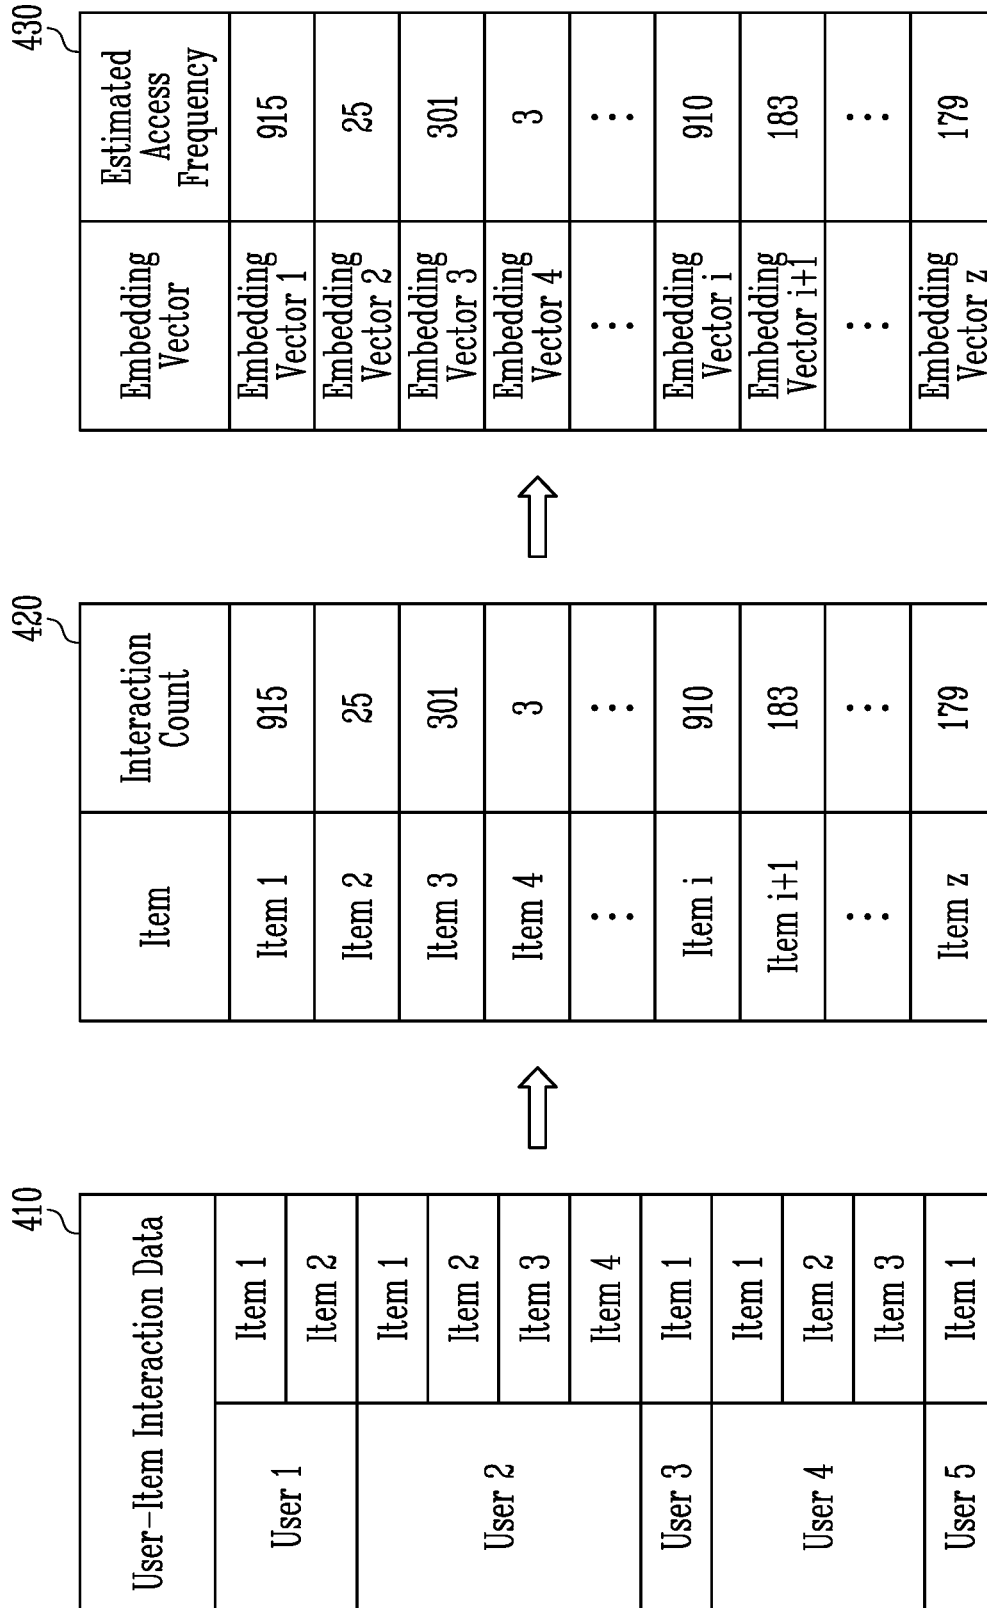 410
User-Item Interaction Data
User 1
Item 1
Item 2
User 2
Item 1
Item 2
Item 3
Item 4
User 3
Item 1
User 4
Item 1
Item 2
Item 3
User 5
Item 1
420
Item
Interaction
Count
Item 1
915
Item 2
25
Item 3
301
Item 4
3
⋯
⋯
Item i
910
Item i+1
183
⋯
⋯
Item z
179
430
Embedding
Vector
Estimated
Access
Frequency
Embedding
Vector 1
915
Embedding
Vector 2
25
Embedding
Vector 3
301
Embedding
Vector 4
3
⋯
⋯
Embedding
Vector i
910
Embedding
Vector i+1
183
⋯
⋯
Embedding
Vector z
179